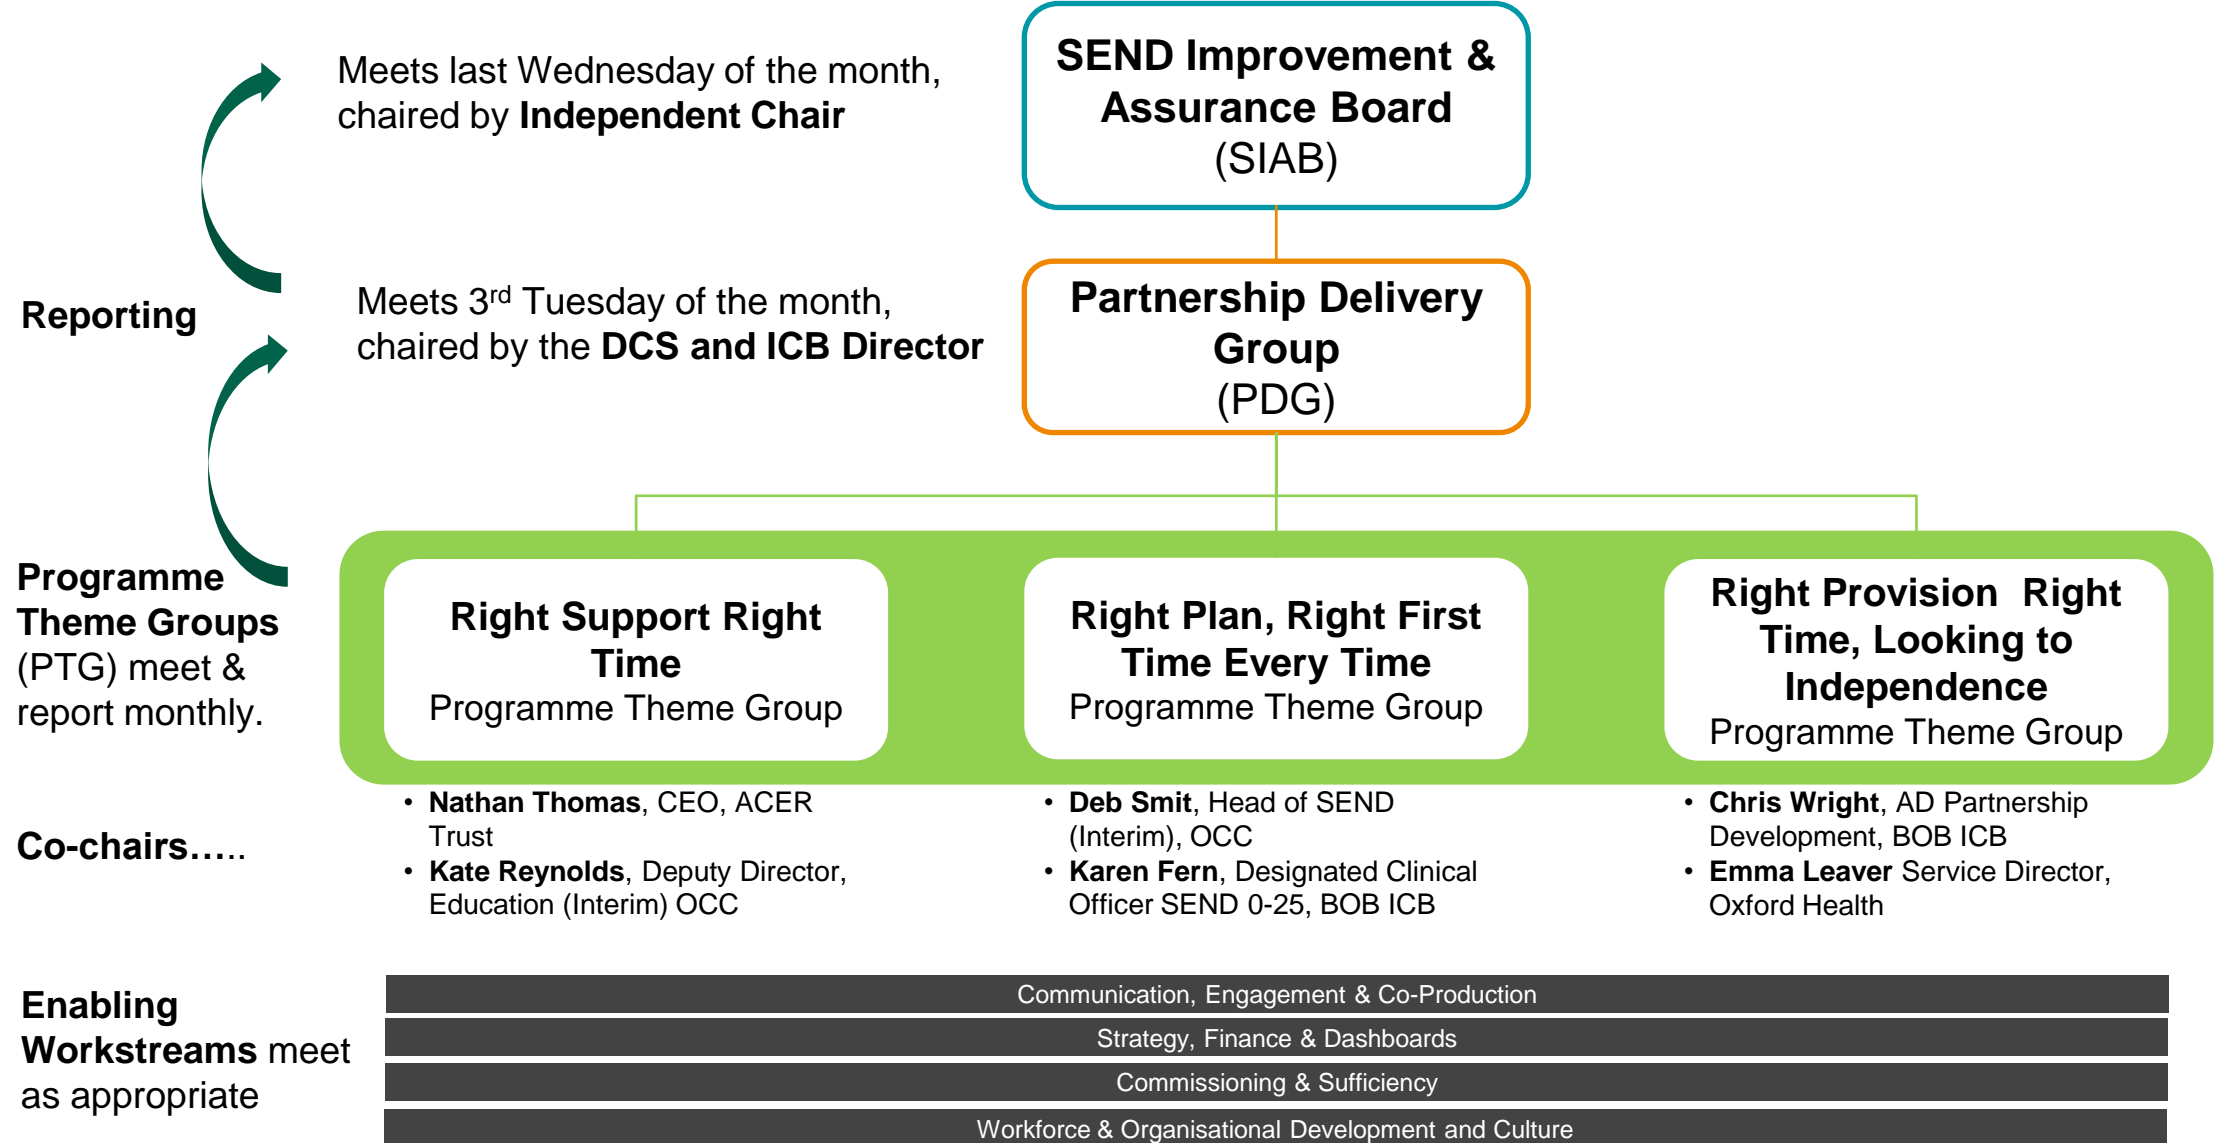 Meets last Wednesday of the month,
chaired by Independent Chair
SEND Improvement &
Assurance Board
(SIAB)
Reporting
Meets 3rd Tuesday of the month,
chaired by the DCS and ICB Director
Partnership Delivery
Group
(PDG)
Programme
Theme Groups
(PTG) meet &
report monthly.
Right Support Right
Time
Programme Theme Group
Right Plan, Right First
Time Every Time
Programme Theme Group
Right Provision  Right
Time, Looking to
Independence
Programme Theme Group
Co-chairs.....
• Nathan Thomas, CEO, ACER
Trust
• Kate Reynolds, Deputy Director,
Education (Interim) OCC
• Deb Smit, Head of SEND
(Interim), OCC
• Karen Fern, Designated Clinical
Officer SEND 0-25, BOB ICB
• Chris Wright, AD Partnership
Development, BOB ICB
• Emma Leaver Service Director,
Oxford Health
Enabling
Workstreams meet
as appropriate
Communication, Engagement & Co-Production
Strategy, Finance & Dashboards
Commissioning & Sufficiency
Workforce & Organisational Development and Culture